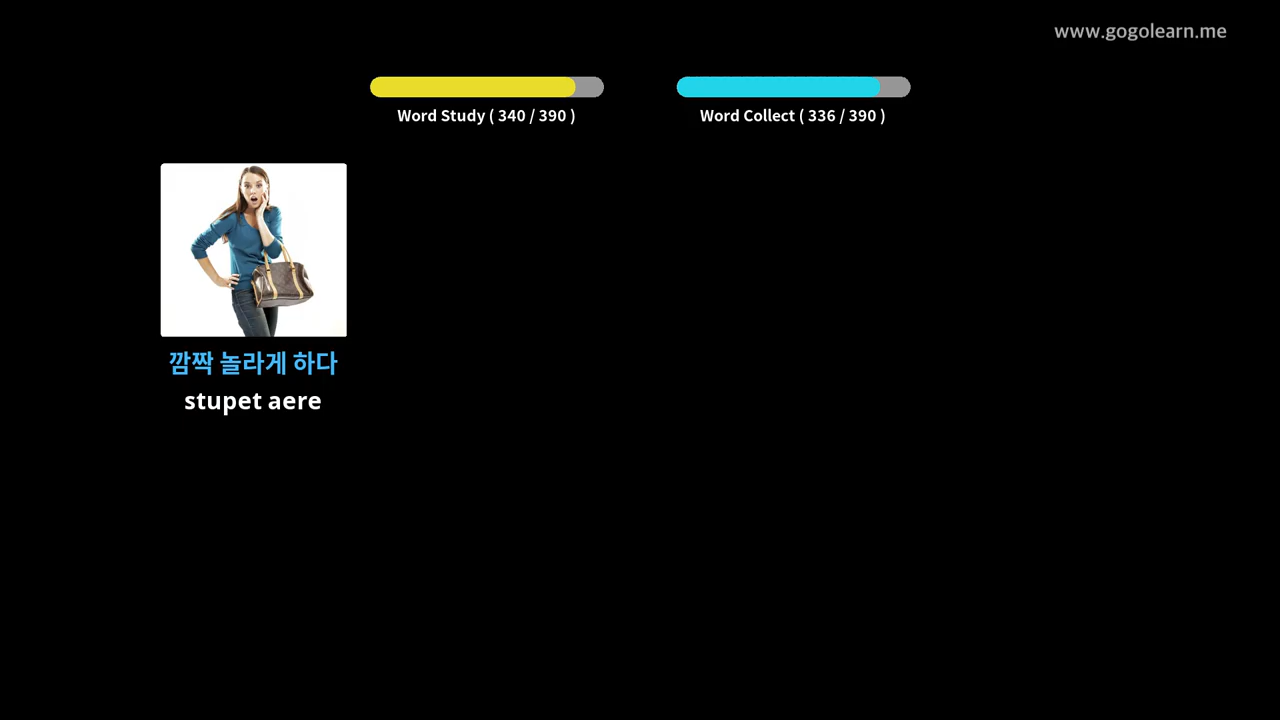 www.gogolearn.me
Word Study ( 340 / 390 )
Word Collect ( 336 / 390 )
깜짝 놀라게 하다
stupet aere